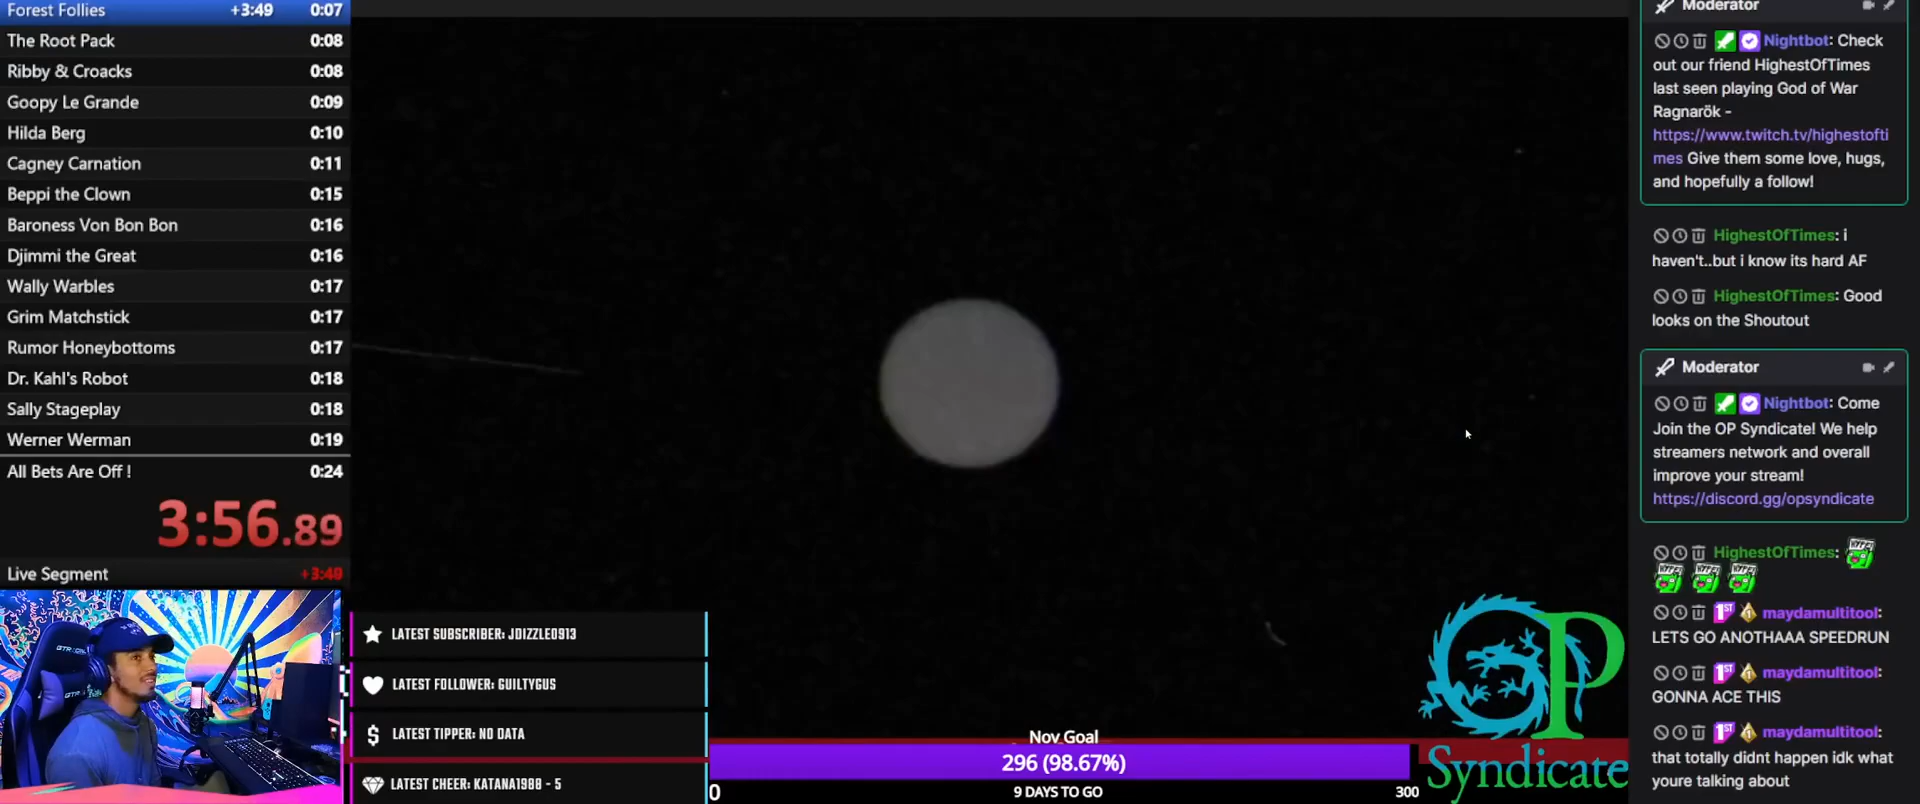 Forest Follies +3:49 0:07
The Root Pack 0:08
Ribby & Croacks 0:08
Goopy Le Grande 0:09
Hilda Berg 0:10
Cagney Carnation 0:11
Beppi the Clown 0:15
Baroness Von Bon Bon 0:16
Djimmi the Great 0:16
Wally Warbles 0:17
Grim Matchstick 0:17
Rumor Honeybottoms 0:17
Dr. Kahl's Robot 0:18
Sally Stageplay 0:18
Werner Werman 0:19
All Bets Are Off ! 0:24
3:56.89
Live Segment +3:49
LATEST SUBSCRIBER: JDIZZLE0913
LATEST FOLLOWER: GUILTYGUS
LATEST TIPPER: NO DATA
LATEST CHEER: KATANA1980 - 5
Nov Goal
296 (98.67%)
0 9 DAYS TO GO 300
OP
Syndicate
Moderator
Nightbot: Check
out our friend HighestOfTimes
last seen playing God of War
Ragnarök -
https://www.twitch.tv/highestofti
mes Give them some love, hugs,
and hopefully a follow!
HighestOfTimes: i
haven't..but i know its hard AF
HighestOfTimes: Good
looks on the Shoutout
Moderator
Nightbot: Come
Join the OP Syndicate! We help
streamers network and overall
improve your stream!
https://discord.gg/opsyndicate
HighestOfTimes:
1ST maydamultitool:
LETS GO ANOTHAAA SPEEDRUN
1ST maydamultitool:
GONNA ACE THIS
1ST maydamultitool:
that totally didnt happen idk what
youre talking about